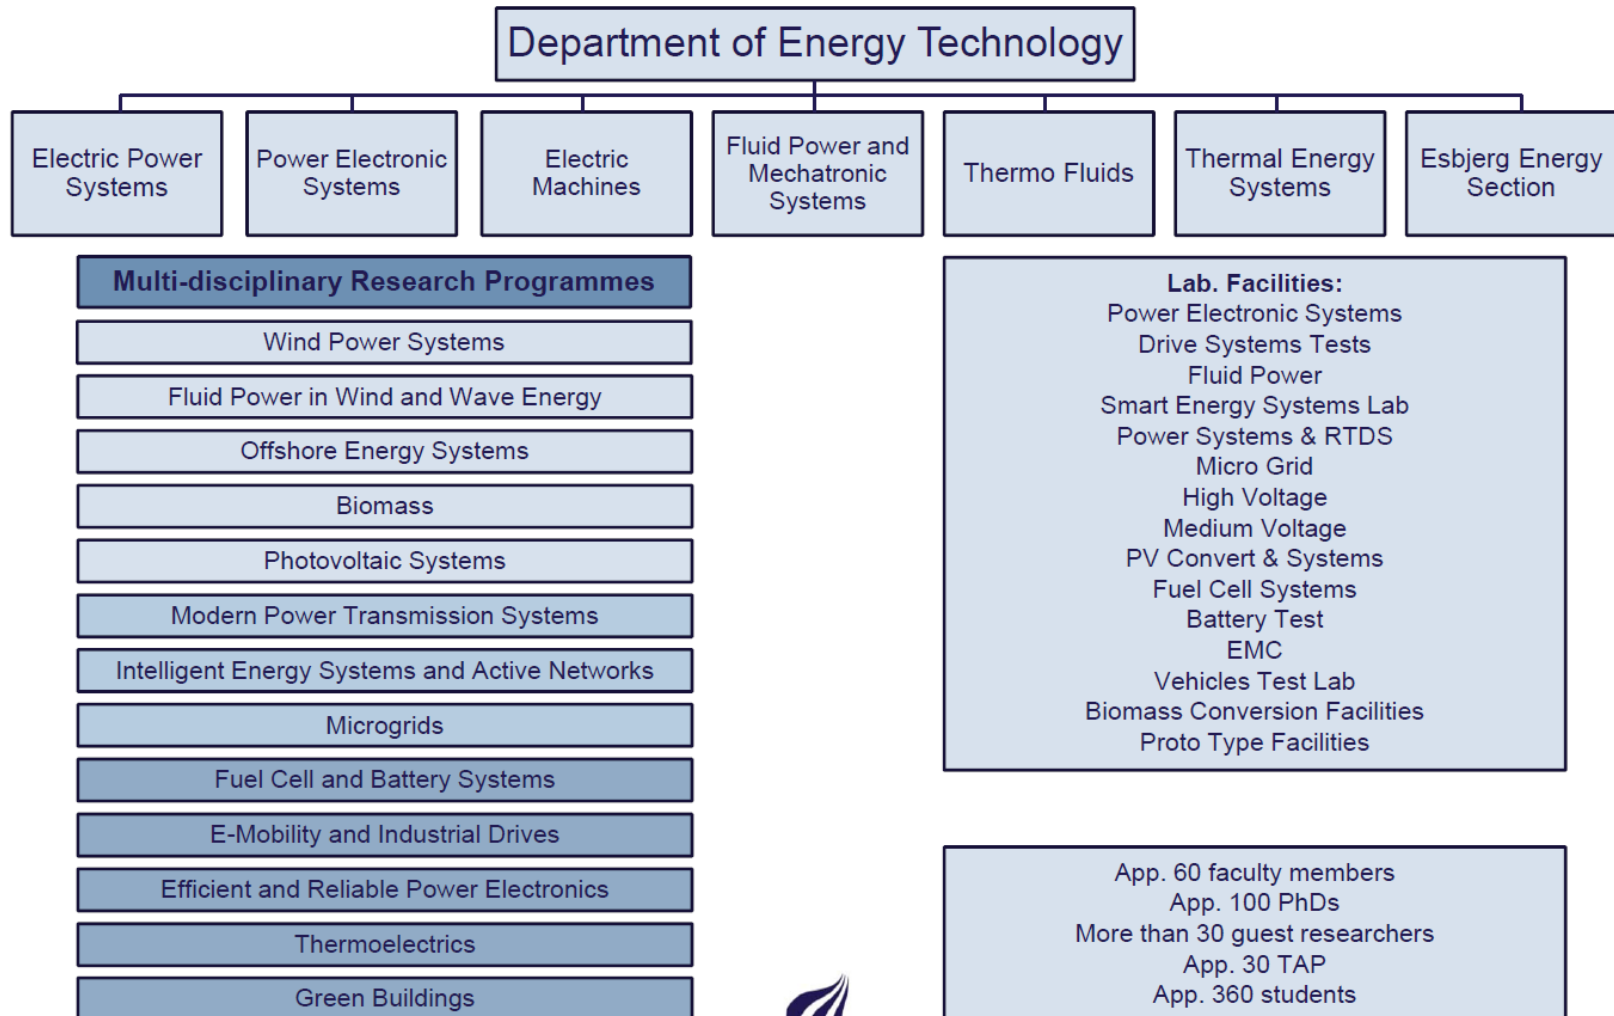 Department of Energy Technology
Electric Power
Systems
Power Electronic
Systems
Electric
Machines
Fluid Power and
Mechatronic
Systems
Thermo Fluids
Thermal Energy
Systems
Esbjerg Energy
Section
Multi-disciplinary Research Programmes
Wind Power Systems
Fluid Power in Wind and Wave Energy
Offshore Energy Systems
Biomass
Photovoltaic Systems
Modern Power Transmission Systems
Intelligent Energy Systems and Active Networks
Microgrids
Fuel Cell and Battery Systems
E-Mobility and Industrial Drives
Efficient and Reliable Power Electronics
Thermoelectrics
Green Buildings
Lab. Facilities:
Power Electronic Systems
Drive Systems Tests
Fluid Power
Smart Energy Systems Lab
Power Systems & RTDS
Micro Grid
High Voltage
Medium Voltage
PV Convert & Systems
Fuel Cell Systems
Battery Test
EMC
Vehicles Test Lab
Biomass Conversion Facilities
Proto Type Facilities
App. 60 faculty members
App. 100 PhDs
More than 30 guest researchers
App. 30 TAP
App. 360 students